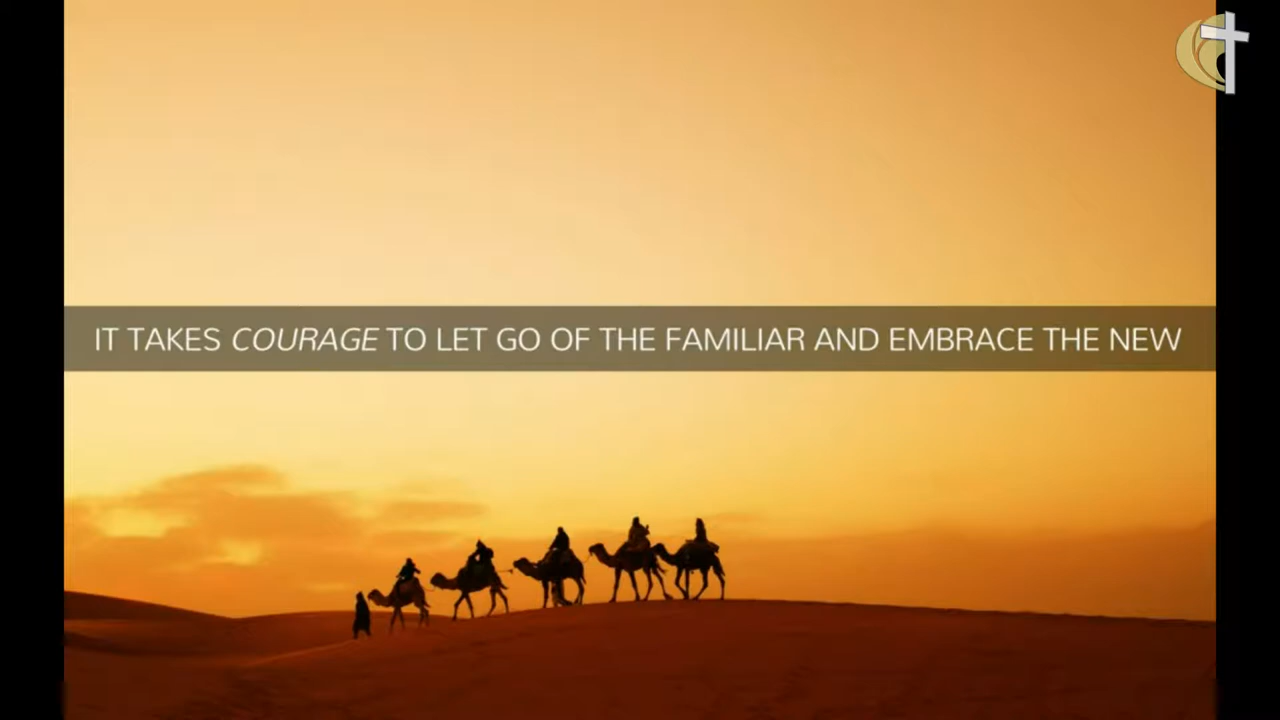 IT TAKES COURAGE TO LET GO OF THE FAMILIAR AND EMBRACE THE NEW